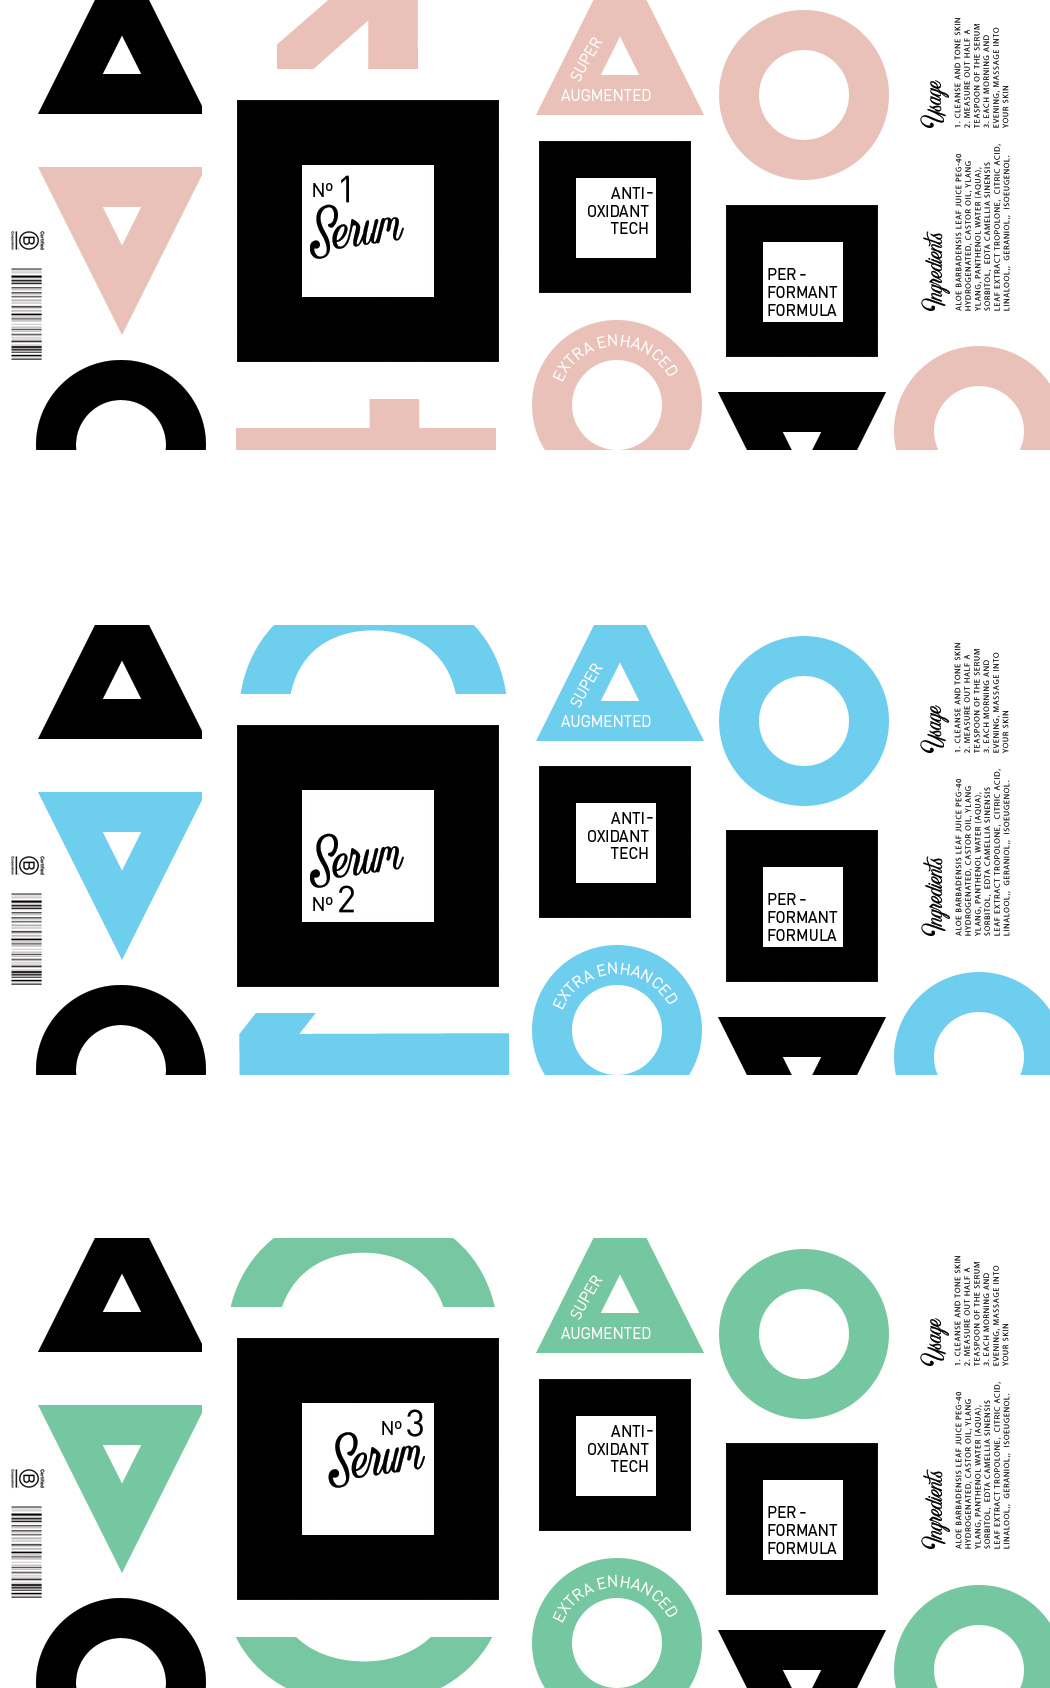 Nº 1
Serum
SUPER
AUGMENTED
ANTI-
OXIDANT
TECH
EXTRA ENHANCED
PER -
FORMANT
FORMULA
Usage
1. CLEANSE AND TONE SKIN
2. MEASURE OUT HALF A
TEASPOON OF THE SERUM
3. EACH MORNING AND
EVENING, MASSAGE INTO
YOUR SKIN
Ingredients
ALOE BARBADENSIS LEAF JUICE PEG-40
HYDROGENATED, CASTOR OIL, YLANG
YLANG, PANTHENOL WATER (AQUA),
SORBITOL, EDTA CAMELLIA SINENSIS
LEAF EXTRACT TROPOLONE, CITRIC ACID,
LINALOOL,, GERANIOL,, ISOEUGENOL.
Certified
B
Corporation
Serum
Nº 2
SUPER
AUGMENTED
ANTI-
OXIDANT
TECH
EXTRA ENHANCED
PER -
FORMANT
FORMULA
Usage
1. CLEANSE AND TONE SKIN
2. MEASURE OUT HALF A
TEASPOON OF THE SERUM
3. EACH MORNING AND
EVENING, MASSAGE INTO
YOUR SKIN
Ingredients
ALOE BARBADENSIS LEAF JUICE PEG-40
HYDROGENATED, CASTOR OIL, YLANG
YLANG, PANTHENOL WATER (AQUA),
SORBITOL, EDTA CAMELLIA SINENSIS
LEAF EXTRACT TROPOLONE, CITRIC ACID,
LINALOOL,, GERANIOL,, ISOEUGENOL.
Certified
B
Corporation
Nº 3
Serum
SUPER
AUGMENTED
ANTI-
OXIDANT
TECH
EXTRA ENHANCED
PER -
FORMANT
FORMULA
Usage
1. CLEANSE AND TONE SKIN
2. MEASURE OUT HALF A
TEASPOON OF THE SERUM
3. EACH MORNING AND
EVENING, MASSAGE INTO
YOUR SKIN
Ingredients
ALOE BARBADENSIS LEAF JUICE PEG-40
HYDROGENATED, CASTOR OIL, YLANG
YLANG, PANTHENOL WATER (AQUA),
SORBITOL, EDTA CAMELLIA SINENSIS
LEAF EXTRACT TROPOLONE, CITRIC ACID,
LINALOOL,, GERANIOL,, ISOEUGENOL.
Certified
B
Corporation